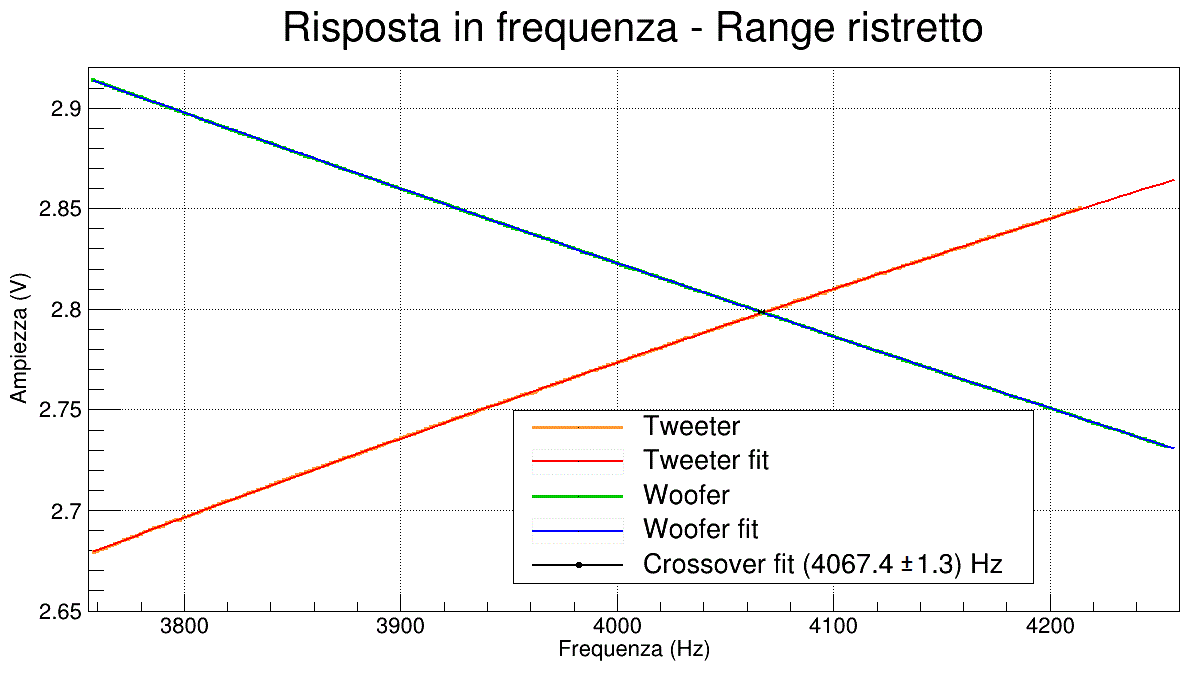 Risposta in frequenza - Range ristretto
2.9
2.85
2.8
2.75
2.7
2.65
Ampiezza (V)
Tweeter
Tweeter fit
Woofer
Woofer fit
Crossover fit (4067.4 ±1.3) Hz
3800 3900 4000 4100 4200
Frequenza (Hz)